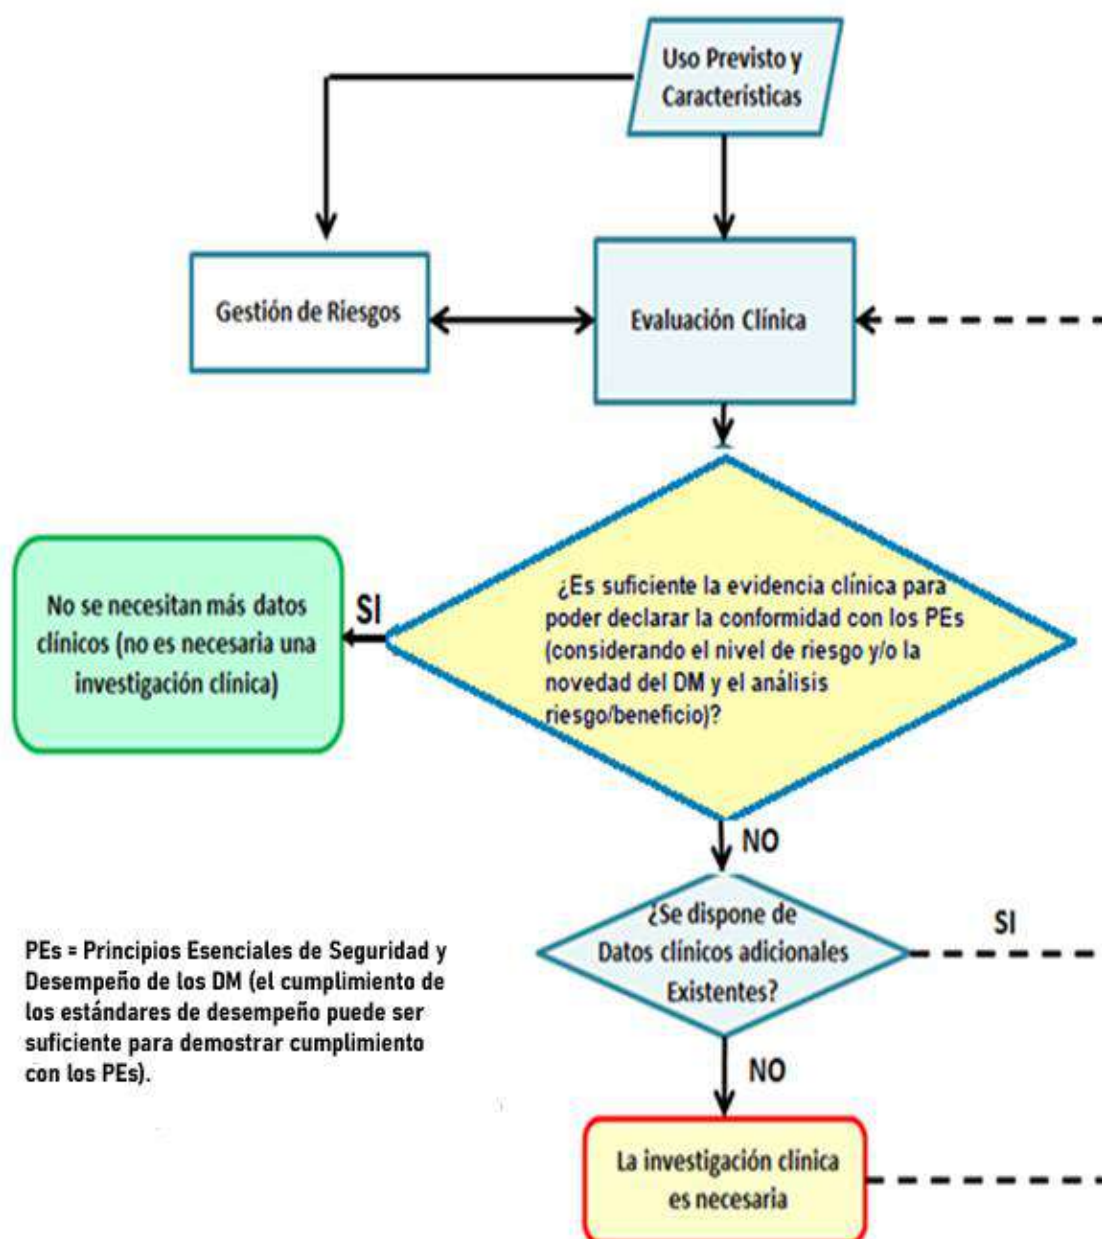 Uso Previsto y
Características
Gestión de Riesgos
Evaluación Clínica
¿Es suficiente la evidencia clínica para
poder declarar la conformidad con los PEs
(considerando el nivel de riesgo y/o la
novedad del DM y el análisis
riesgo/beneficio)?
SI
No se necesitan más datos
clínicos (no es necesaria una
investigación clínica)
NO
¿Se dispone de
Datos clínicos adicionales
Existentes?
SI
PEs = Principios Esenciales de Seguridad y
Desempeño de los DM (el cumplimiento de
los estándares de desempeño puede ser
suficiente para demostrar cumplimiento
con los PEs).
NO
La investigación clínica
es necesaria